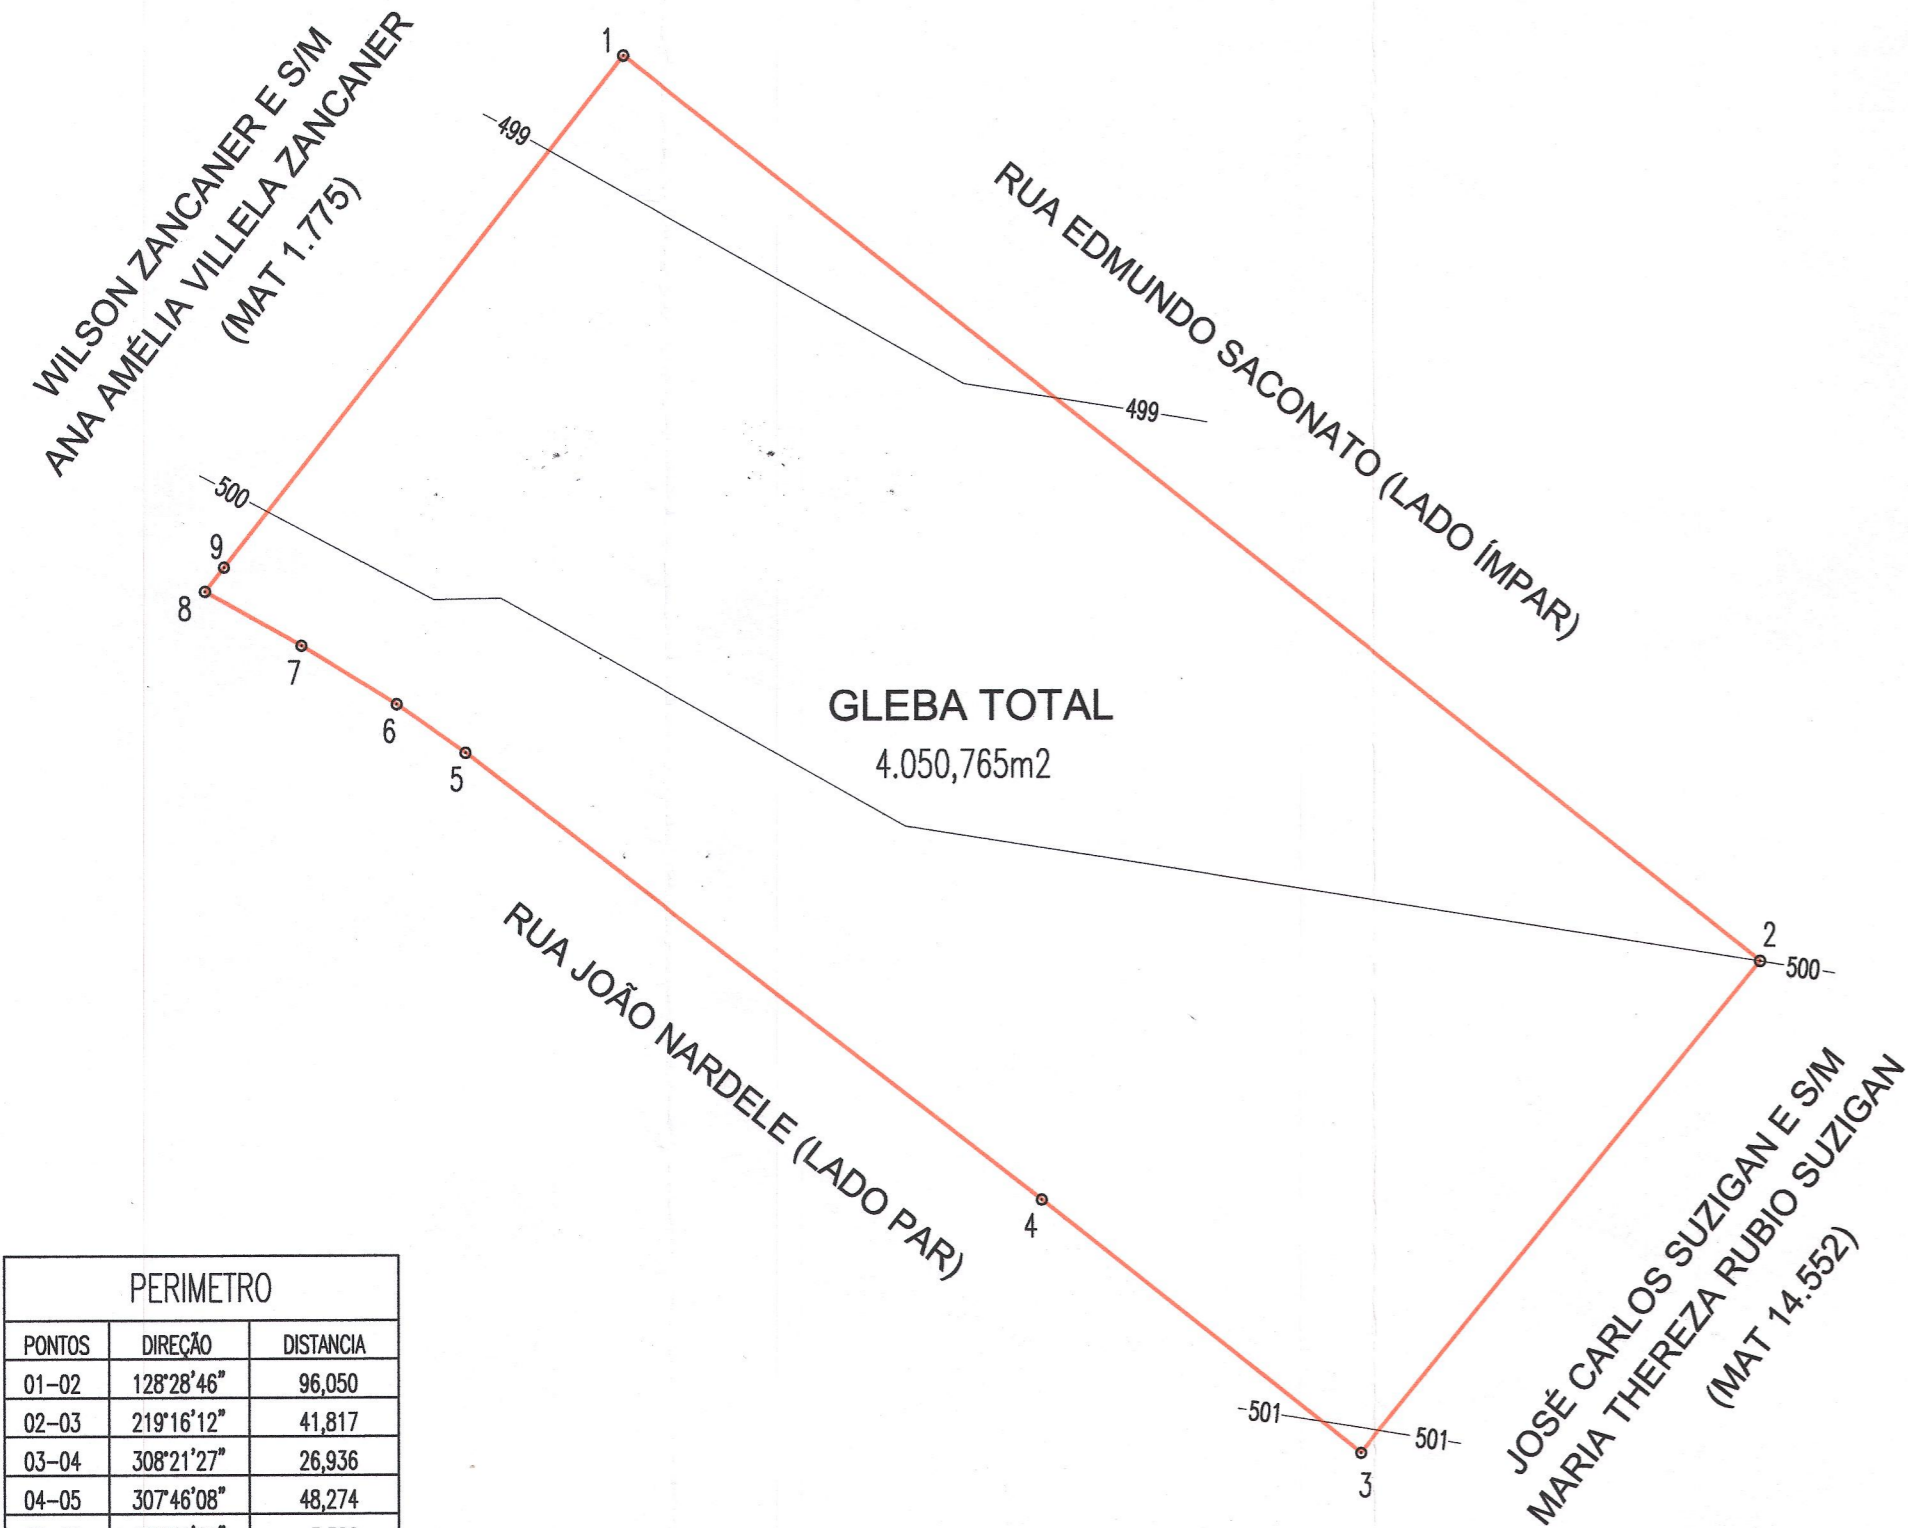 WILSON ZANCANER E S/M
ANA AMÉLIA VILLELA ZANCANER
(MAT 1.775)
1
499
RUA EDMUNDO SACONATO (LADO ÍMPAR)
499
500
9
8
7
6
5
GLEBA TOTAL
4.050,765m2
2
500
RUA JOÃO NARDELE (LADO PAR)
4
JOSÉ CARLOS SUZIGAN E S/M
MARIA THEREZA RUBIO SUZIGAN
(MAT 14.552)
501
501
3
PERIMETRO
PONTOS DIREÇÃO DISTANCIA
01-02 128°28'46" 96,050
02-03 219°16'12" 41,817
03-04 308°21'27" 26,936
04-05 307°46'08" 48,274